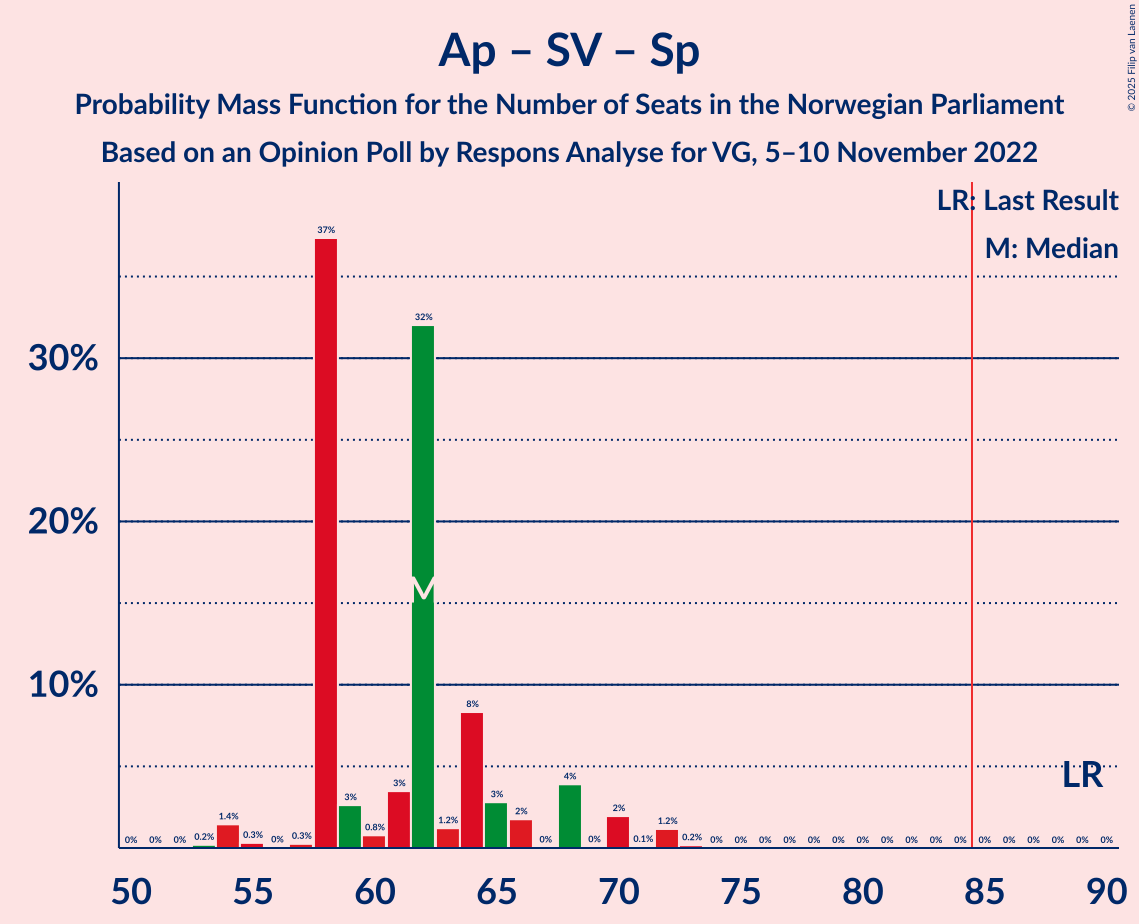 Ap – SV – Sp
Probability Mass Function for the Number of Seats in the Norwegian Parliament
Based on an Opinion Poll by Respons Analyse for VG, 5–10 November 2022
© 2025 Filip van Laenen
LR: Last Result
M: Median
30%
20%
10%
0% 0% 0% 0.2% 1.4% 0.3% 0% 0.3% 37% 3% 0.8% 3% 32% 1.2% 8% 3% 2% 0% 4% 0% 2% 0.1% 1.2% 0.2% 0% 0% 0% 0% 0% 0% 0% 0% 0% 0% 0% 0% 0% 0% 0% 0% 0%
M
LR
50 55 60 65 70 75 80 85 90